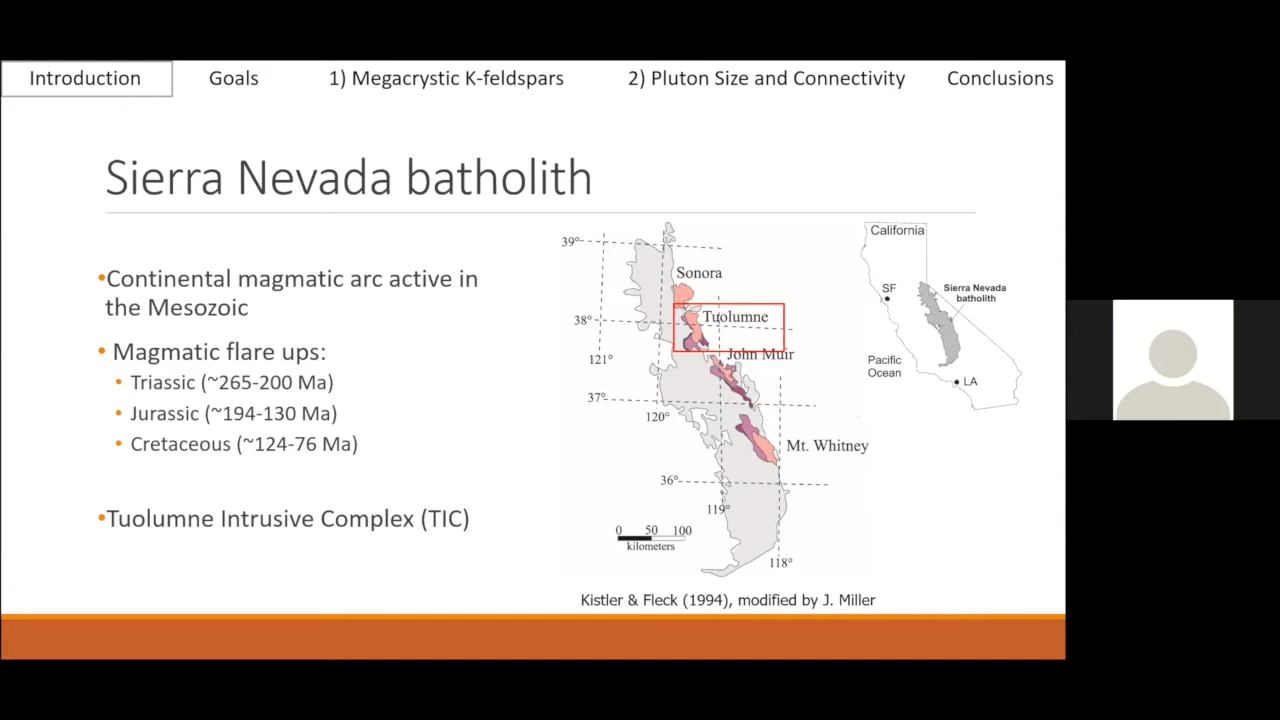 Introduction
Goals
1) Megacrystic K-feldspars
2) Pluton Size and Connectivity
Conclusions
Sierra Nevada batholith
•Continental magmatic arc active in
the Mesozoic
• Magmatic flare ups:
• Triassic (~265-200 Ma)
• Jurassic (~194-130 Ma)
• Cretaceous (~124-76 Ma)
•Tuolumne Intrusive Complex (TIC)
39°
Sonora
38°
Tuolumne
121°
John Muir
37°
120°
Mt. Whitney
36°
119°
0 50 100
kilometers
118°
California
SF
Sierra Nevada
batholith
Pacific
Ocean
LA
Kistler & Fleck (1994), modified by J. Miller